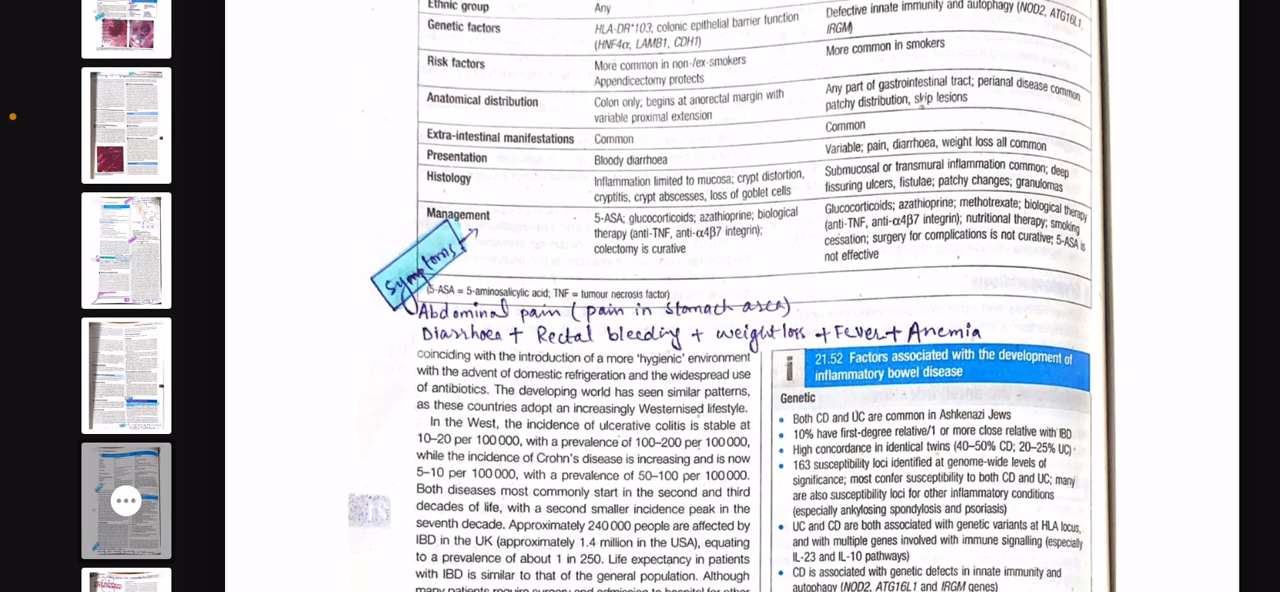 Ethnic group Any
Genetic factors HLA-DR*103, colonic epithelial barrier function Defective innate immunity and autophagy (NOD2, ATG16L1,
(HNF4α, LAMB1, CDH1) IRGM)
Risk factors More common in non-/ex-smokers More common in smokers
Appendicectomy protects
Anatomical distribution Colon only; begins at anorectal margin with Any part of gastrointestinal tract; perianal disease common
variable proximal extension patchy distribution, skip lesions
Extra-intestinal manifestations Common Common
Presentation Bloody diarrhoea Variable; pain, diarrhoea, weight loss all common
Histology Inflammation limited to mucosa; crypt distortion, Submucosal or transmural inflammation common; deep
cryptitis, crypt abscesses, loss of goblet cells fissuring ulcers, fistulae; patchy changes; granulomas
Management 5-ASA; glucocorticoids; azathioprine; biological Glucocorticoids; azathioprine; methotrexate; biological therapy
therapy (anti-TNF, anti-α4β7 integrin); (anti-TNF, anti-α4β7 integrin); nutritional therapy; smoking
colectomy is curative cessation; surgery for complications is not curative; 5-ASA is
not effective
Symptoms
(5-ASA = 5-aminosalicylic acid; TNF = tumour necrosis factor)
Abdominal pain (pain in stomach area)
Diarrhoea + Rectal bleeding + weight loss + Fever + Anemia
coinciding with the introduction of a more 'hygienic' environment
with the advent of domestic refrigeration and the widespread use
of antibiotics. The developing world has seen similar patterns,
as these countries adopt an increasingly Westernised lifestyle.
In the West, the incidence of ulcerative colitis is stable at
10–20 per 100 000, with a prevalence of 100–200 per 100 000,
while the incidence of Crohn's disease is increasing and is now
5–10 per 100 000, with a prevalence of 50–100 per 100 000.
Both diseases most commonly start in the second and third
decades of life, with a second smaller incidence peak in the
seventh decade. Approximately 240 000 people are affected by
IBD in the UK (approximately 1.4 million in the USA), equating
to a prevalence of about 1 in 250. Life expectancy in patients
with IBD is similar to that of the general population. Although
many patients require surgery and admission to hospital for other
i 21.52 Factors associated with the development of
inflammatory bowel disease
Genetic
• Both CD and UC are common in Ashkenazi Jews
• 10% have first-degree relative/1 or more close relative with IBD
• High concordance in identical twins (40–50% CD; 20–25% UC)
• 163 susceptibility loci identified at genome-wide levels of
significance; most confer susceptibility to both CD and UC; many
are also susceptibility loci for other inflammatory conditions
(especially ankylosing spondylosis and psoriasis)
• UC and CD are both associated with genetic variants at HLA locus,
and with multiple genes involved with immune signalling (especially
IL-23 and IL-10 pathways)
• CD is associated with genetic defects in innate immunity and
autophagy (NOD2, ATG16L1 and IRGM genes)